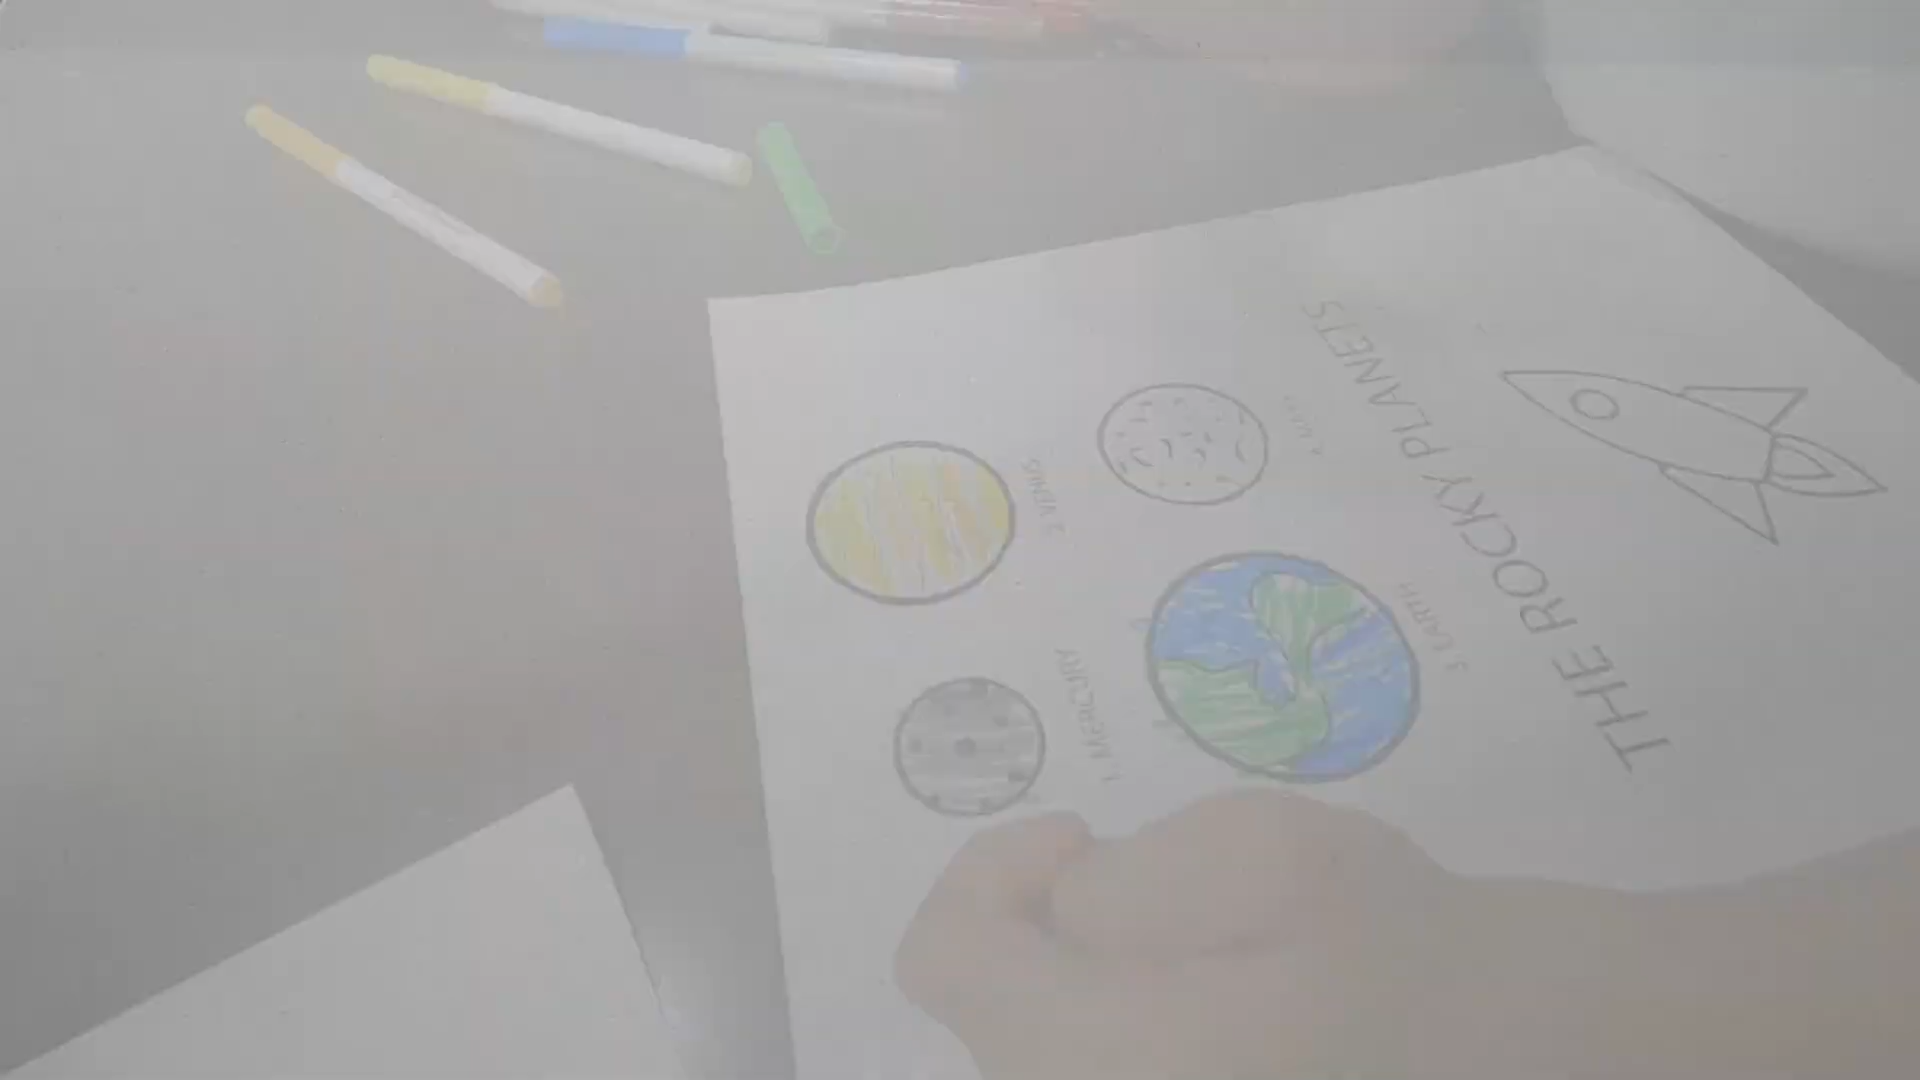 THE ROCKY PLANETS
1. MERCURY
2. VENUS
3. EARTH